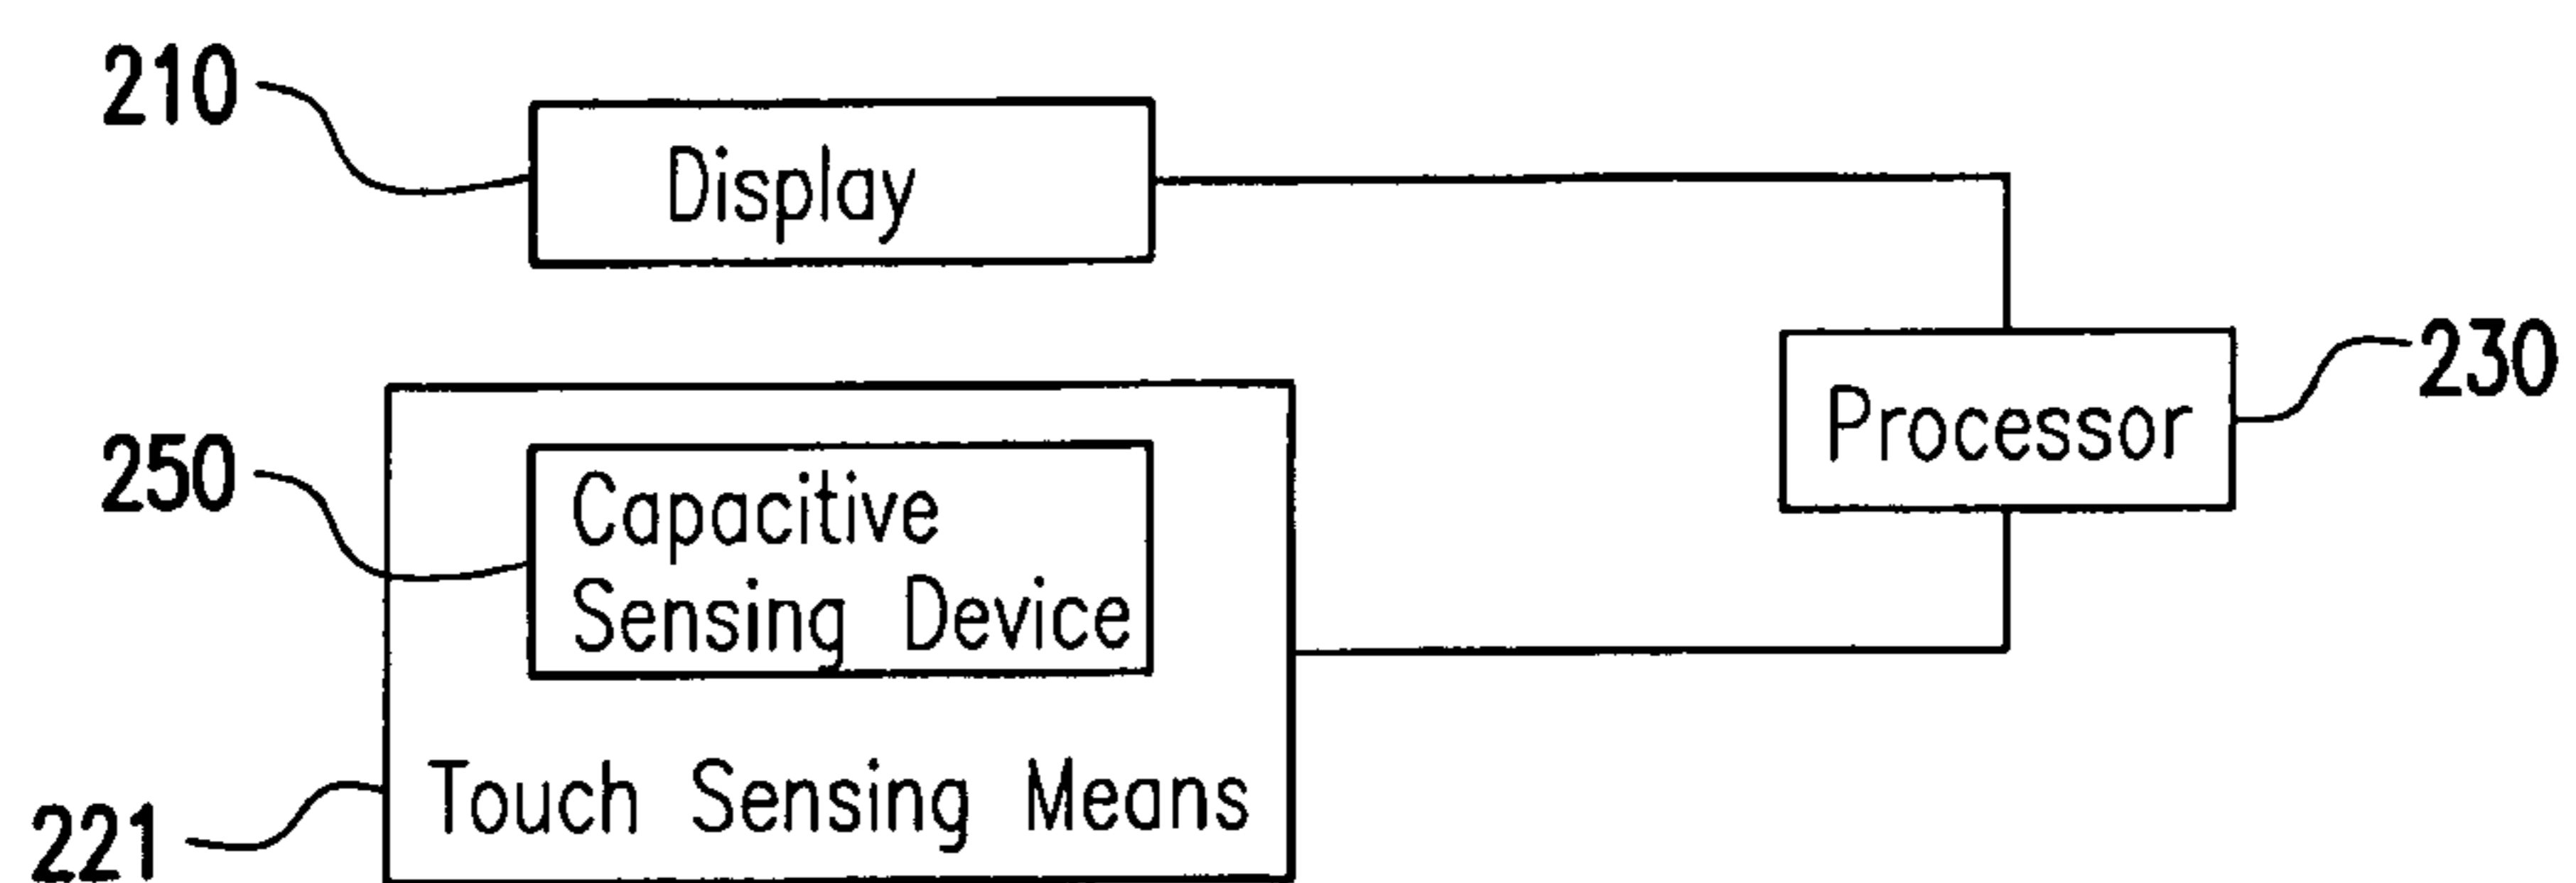 210
Display
230
Processor
250
Capacitive
Sensing Device
221
Touch Sensing Means